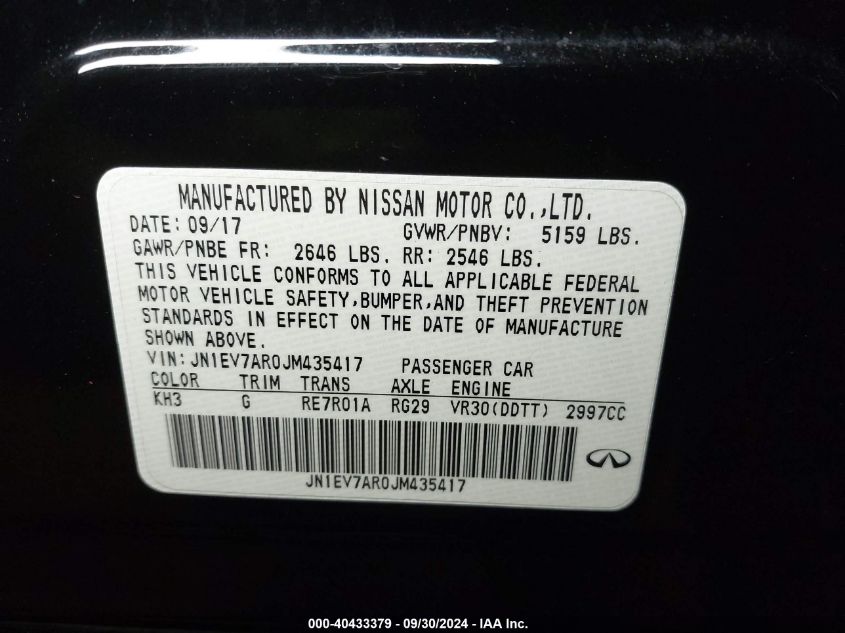 MANUFACTURED BY NISSAN MOTOR CO.,LTD.
DATE: 09/17 GVWR/PNBV: 5159 LBS.
GAWR/PNBE FR: 2646 LBS. RR: 2546 LBS.
THIS VEHICLE CONFORMS TO ALL APPLICABLE FEDERAL
MOTOR VEHICLE SAFETY,BUMPER,AND THEFT PREVENTION
STANDARDS IN EFFECT ON THE DATE OF MANUFACTURE
SHOWN ABOVE.
VIN:JN1EV7AR0JM435417 PASSENGER CAR
COLOR TRIM TRANS AXLE ENGINE
KH3 G RE7R01A RG29 VR30(DDTT) 2997CC
JN1EV7AR0JM435417
000-40433379 - 09/30/2024 - IAA Inc.